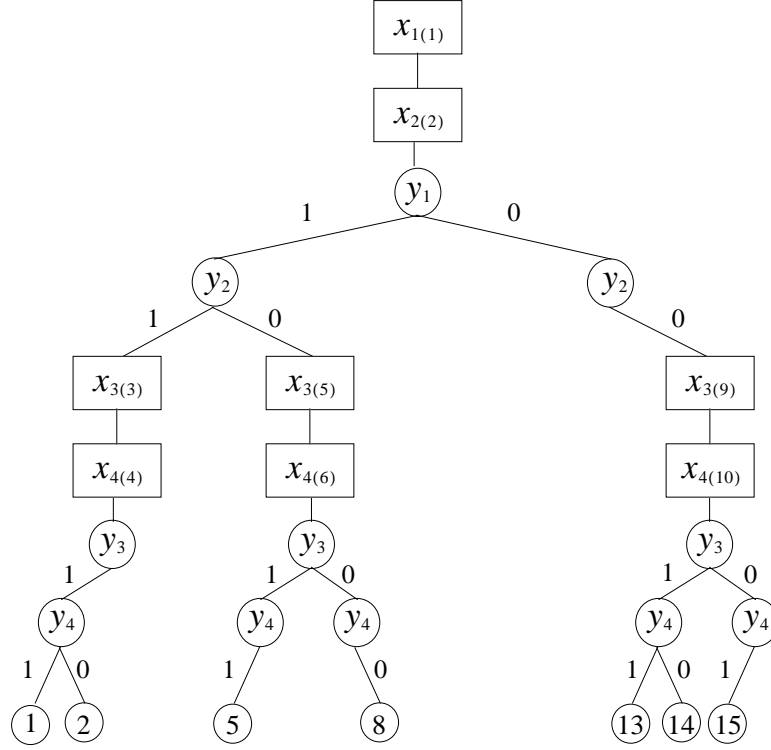 x1(1)
x2(2)
y1
1 0
y2 y2
1 0 0
x3(3) x3(5) x3(9)
x4(4) x4(6) x4(10)
y3 y3 y3
1 1 0 1 0
y4 y4 y4 y4 y4
1 0 1 0 1 0 1
1 2 5 8 13 14 15